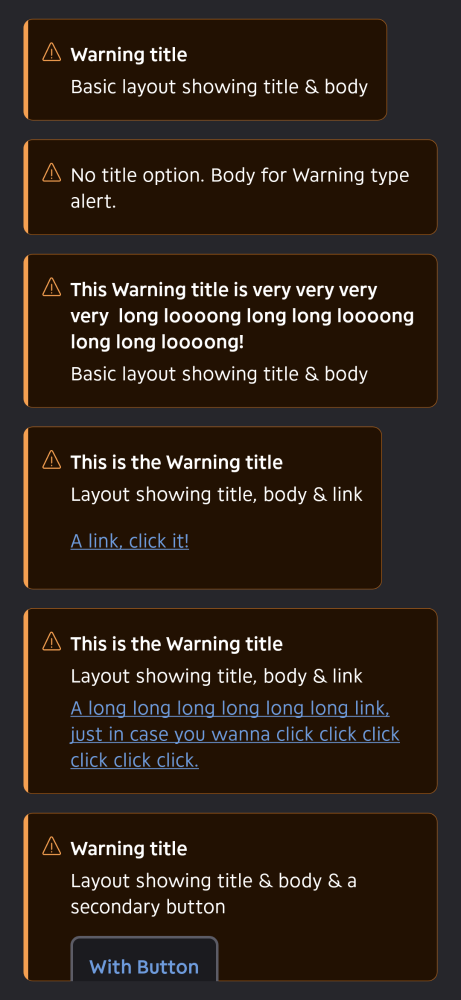 Warning title
Basic layout showing title & body
No title option. Body for Warning type
alert.
This Warning title is very very very
very  long loooong long long loooong
long long loooong!
Basic layout showing title & body
This is the Warning title
Layout showing title, body & link
A link, click it!
This is the Warning title
Layout showing title, body & link
A long long long long long long link,
just in case you wanna click click click
click click click.
Warning title
Layout showing title & body & a
secondary button
With Button